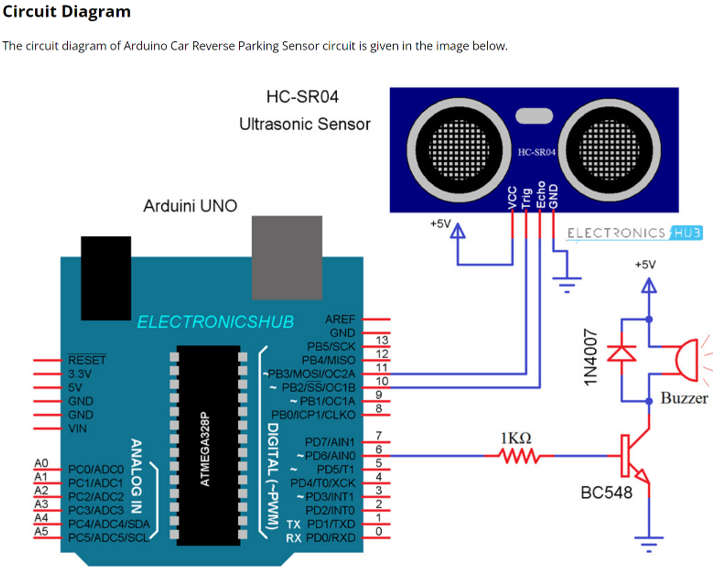 Circuit Diagram
The circuit diagram of Arduino Car Reverse Parking Sensor circuit is given in the image below.
HC-SR04
Ultrasonic Sensor
HC-SR04
VCC
Trig
Echo
GND
Arduini UNO
+5V
ELECTRONICS HUB
+5V
ELECTRONICSHUB
AREF
GND
PB5/SCK 13
RESET
PB4/MISO 12
3.3V
~PB3/MOSI/OC2A 11
5V
~ PB2/SS/OC1B 10
GND
~ PB1/OC1A 9
GND
PB0/ICP1/CLKO 8
VIN
1N4007
Buzzer
ATMEGA328P
ANALOG IN
DIGITAL (~PWM)
PD7/AIN1 7
~PD6/AIN0 6
~ PD5/T1 5
PD4/T0/XCK 4
~PD3/INT1 3
PD2/INT0 2
TX PD1/TXD 1
RX PD0/RXD 0
A0 PC0/ADC0
A1 PC1/ADC1
A2 PC2/ADC2
A3 PC3/ADC3
A4 PC4/ADC4/SDA
A5 PC5/ADC5/SCL
1KΩ
BC548